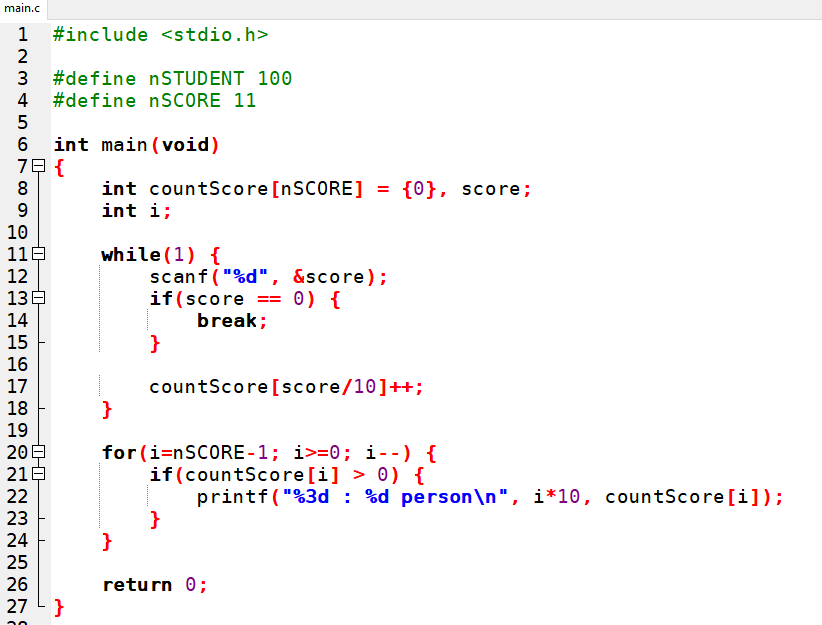 main.c
1 #include <stdio.h>
2
3 #define nSTUDENT 100
4 #define nSCORE 11
5
6 int main(void)
7 {
8     int countScore[nSCORE] = {0}, score;
9     int i;
10
11     while(1) {
12         scanf("%d", &score);
13         if(score == 0) {
14             break;
15         }
16
17         countScore[score/10]++;
18     }
19
20     for(i=nSCORE-1; i>=0; i--) {
21         if(countScore[i] > 0) {
22             printf("%3d : %d person\n", i*10, countScore[i]);
23         }
24     }
25
26     return 0;
27 }